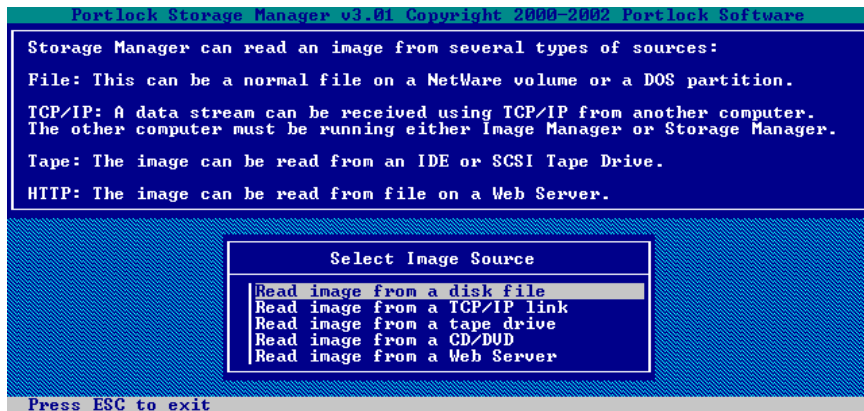 Portlock Storage Manager v3.01 Copyright 2000-2002 Portlock Software
Storage Manager can read an image from several types of sources:
File: This can be a normal file on a NetWare volume or a DOS partition.
TCP/IP: A data stream can be received using TCP/IP from another computer.
The other computer must be running either Image Manager or Storage Manager.
Tape: The image can be read from an IDE or SCSI Tape Drive.
HTTP: The image can be read from file on a Web Server.
Select Image Source
Read image from a disk file
Read image from a TCP/IP link
Read image from a tape drive
Read image from a CD/DVD
Read image from a Web Server
Press ESC to exit